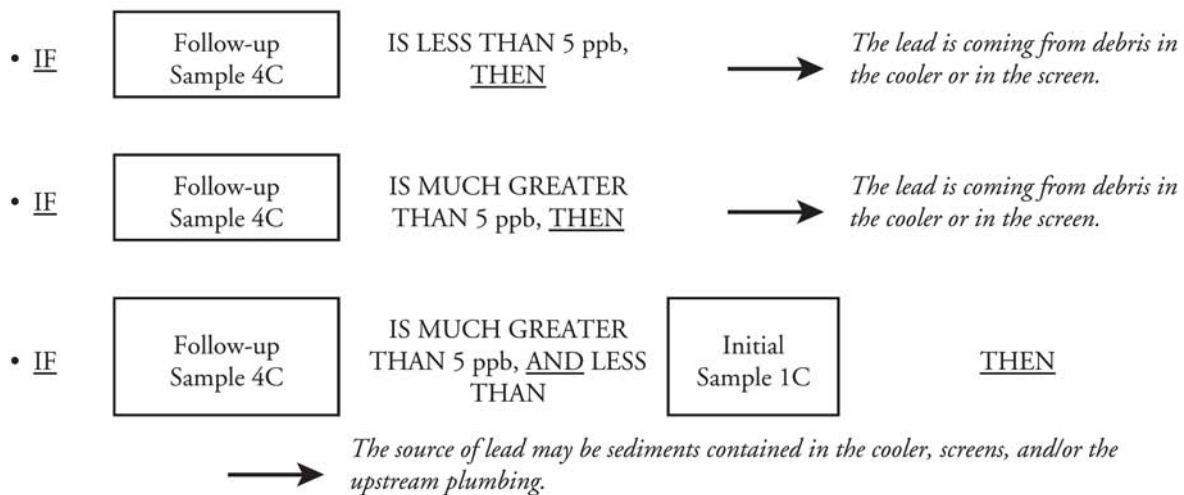 • IF
Follow-up
Sample 4C
IS LESS THAN 5 ppb,
THEN
The lead is coming from debris in
the cooler or in the screen.
• IF
Follow-up
Sample 4C
IS MUCH GREATER
THAN 5 ppb, THEN
The lead is coming from debris in
the cooler or in the screen.
• IF
Follow-up
Sample 4C
IS MUCH GREATER
THAN 5 ppb, AND LESS
THAN
Initial
Sample 1C
THEN
The source of lead may be sediments contained in the cooler, screens, and/or the
upstream plumbing.